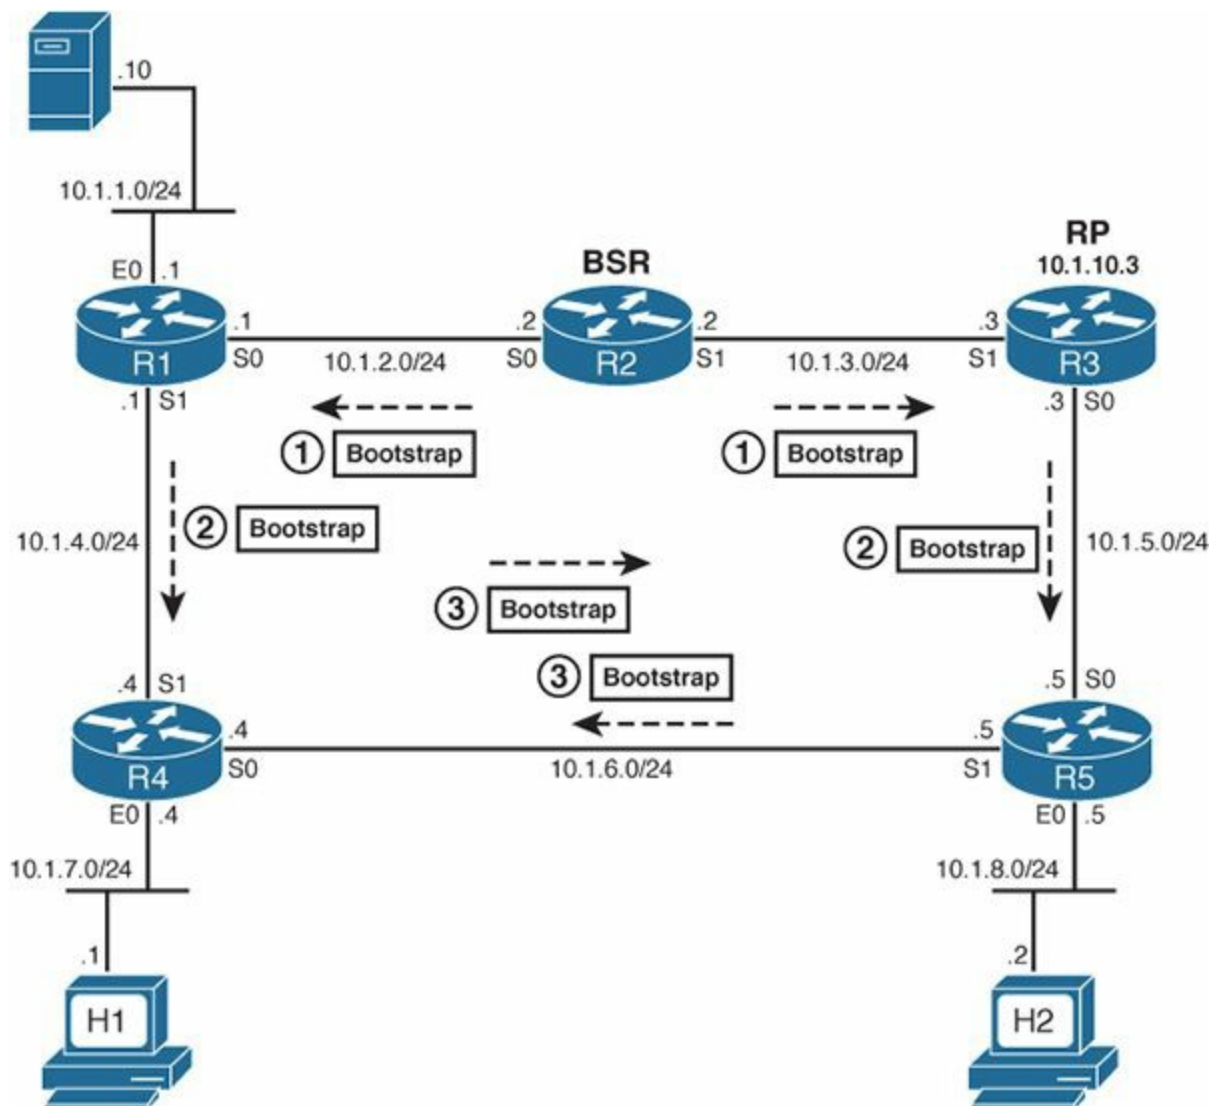 .10
10.1.1.0/24
RP
BSR
10.1.10.3
E0 .1
.1
.2
.2
.3
R1
S0
10.1.2.0/24
S0
R2
S1
10.1.3.0/24
S1
R3
.1 S1
.3 S0
1 Bootstrap
1 Bootstrap
2 Bootstrap
10.1.4.0/24
2 Bootstrap
10.1.5.0/24
3 Bootstrap
3 Bootstrap
.4 S1
.5 S0
.4
.5
R4
S0
10.1.6.0/24
S1
R5
E0 .4
E0 .5
10.1.7.0/24
10.1.8.0/24
.1
.2
H1
H2